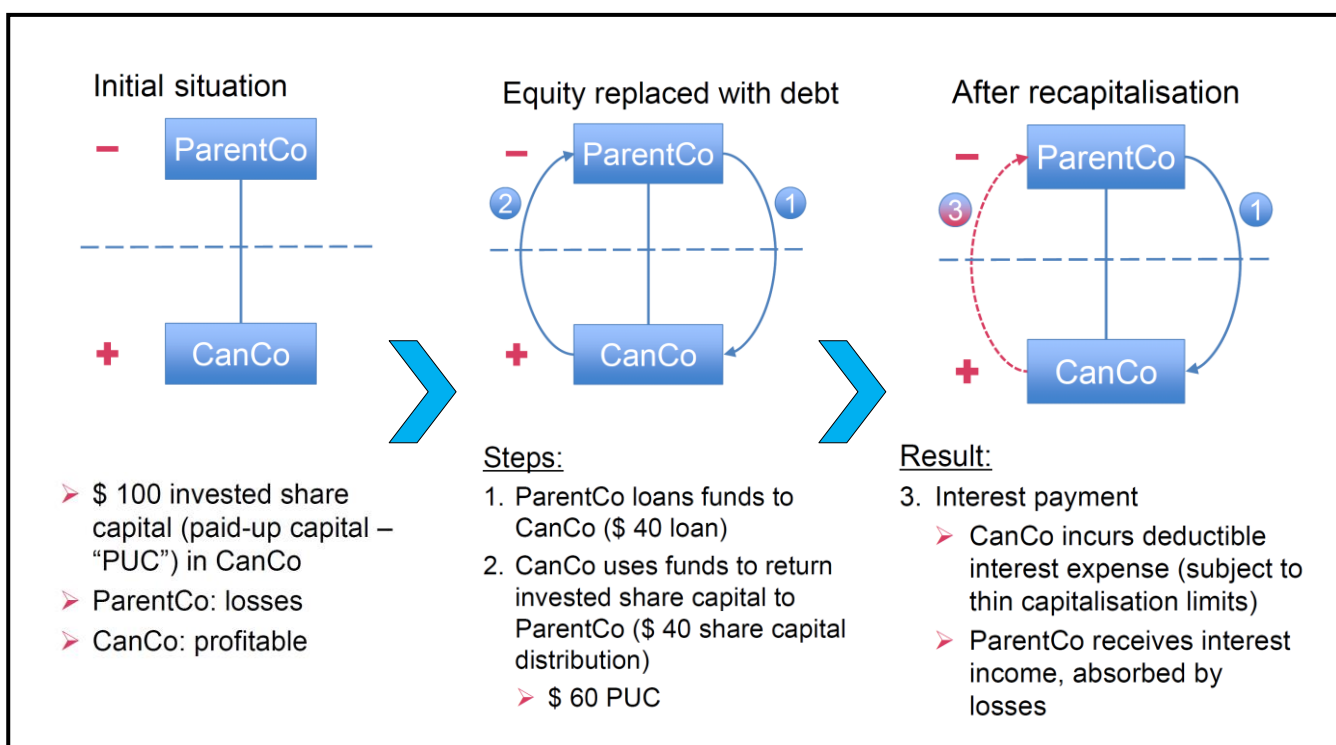 Initial situation
−
ParentCo
+
CanCo
➢ $ 100 invested share
capital (paid-up capital –
“PUC”) in CanCo
➢ ParentCo: losses
➢ CanCo: profitable
Equity replaced with debt
−
ParentCo
2
1
+
CanCo
Steps:
1. ParentCo loans funds to
CanCo ($ 40 loan)
2. CanCo uses funds to return
invested share capital to
ParentCo ($ 40 share capital
distribution)
➢ $ 60 PUC
After recapitalisation
−
ParentCo
3
1
+
CanCo
Result:
3. Interest payment
➢ CanCo incurs deductible
interest expense (subject to
thin capitalisation limits)
➢ ParentCo receives interest
income, absorbed by
losses